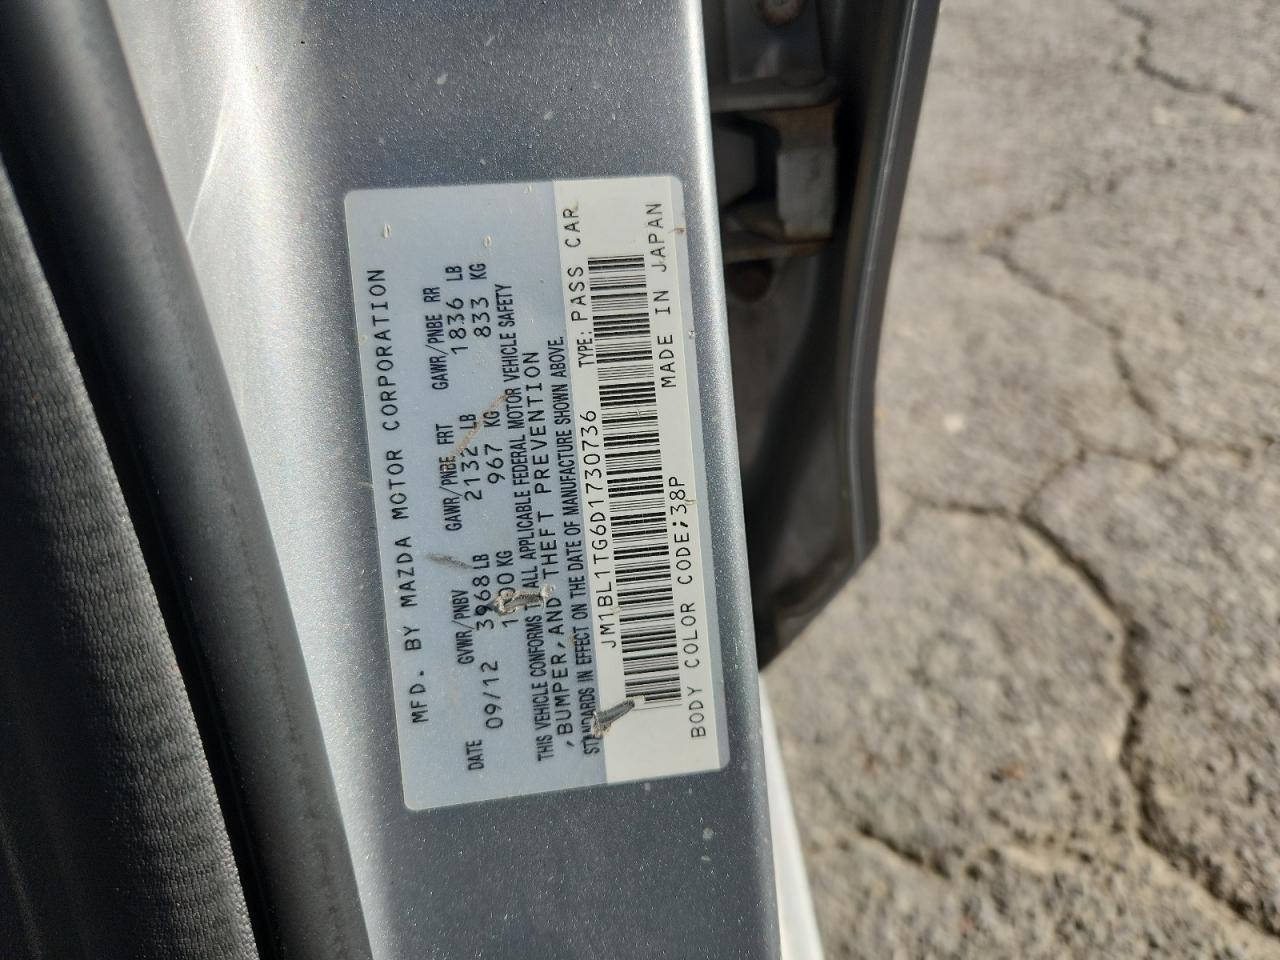 MFD. BY MAZDA MOTOR CORPORATION
DATE GVWR/PNBV GAWR/PNBE FRT GAWR/PNBE RR
09/12 3968 LB 2132 LB 1836 LB
KG 967 KG 833 KG
THIS VEHICLE CONFORMS ALL APPLICABLE FEDERAL MOTOR VEHICLE SAFETY
,BUMPER,AND THEFT PREVENTION
STANDARDS IN EFFECT ON THE DATE OF MANUFACTURE SHOWN ABOVE.
JM1BL1TG6D1730736 TYPE: PASS CAR
BODY COLOR CODE;38P MADE IN JAPAN